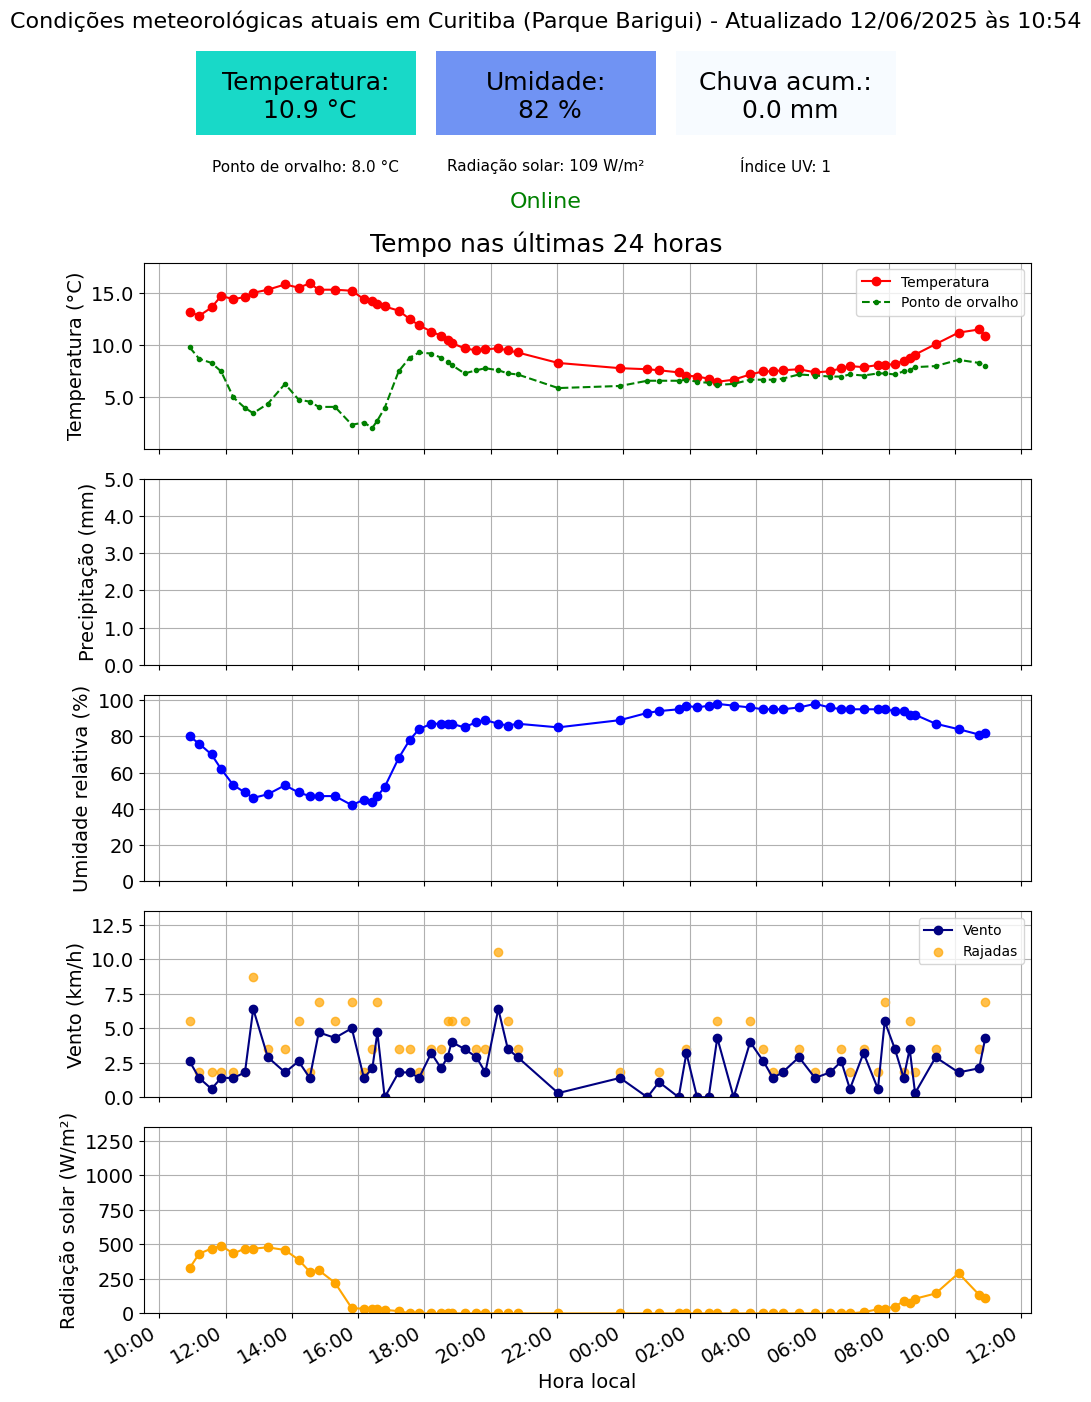 Condições meteorológicas atuais em Curitiba (Parque Barigui) - Atualizado 12/06/2025 às 10:54
Temperatura:
10.9 °C
Umidade:
82 %
Chuva acum.:
0.0 mm
Ponto de orvalho: 8.0 °C
Radiação solar: 109 W/m²
Índice UV: 1
Online
Tempo nas últimas 24 horas
Temperatura (°C)
15.0
10.0
5.0
Temperatura
Ponto de orvalho
Precipitação (mm)
5.0
4.0
3.0
2.0
1.0
0.0
Umidade relativa (%)
100
80
60
40
20
0
Vento (km/h)
12.5
10.0
7.5
5.0
2.5
0.0
Vento
Rajadas
Radiação solar (W/m²)
1250
1000
750
500
250
0
10:00
12:00
14:00
16:00
18:00
20:00
22:00
00:00
02:00
04:00
06:00
08:00
10:00
12:00
Hora local